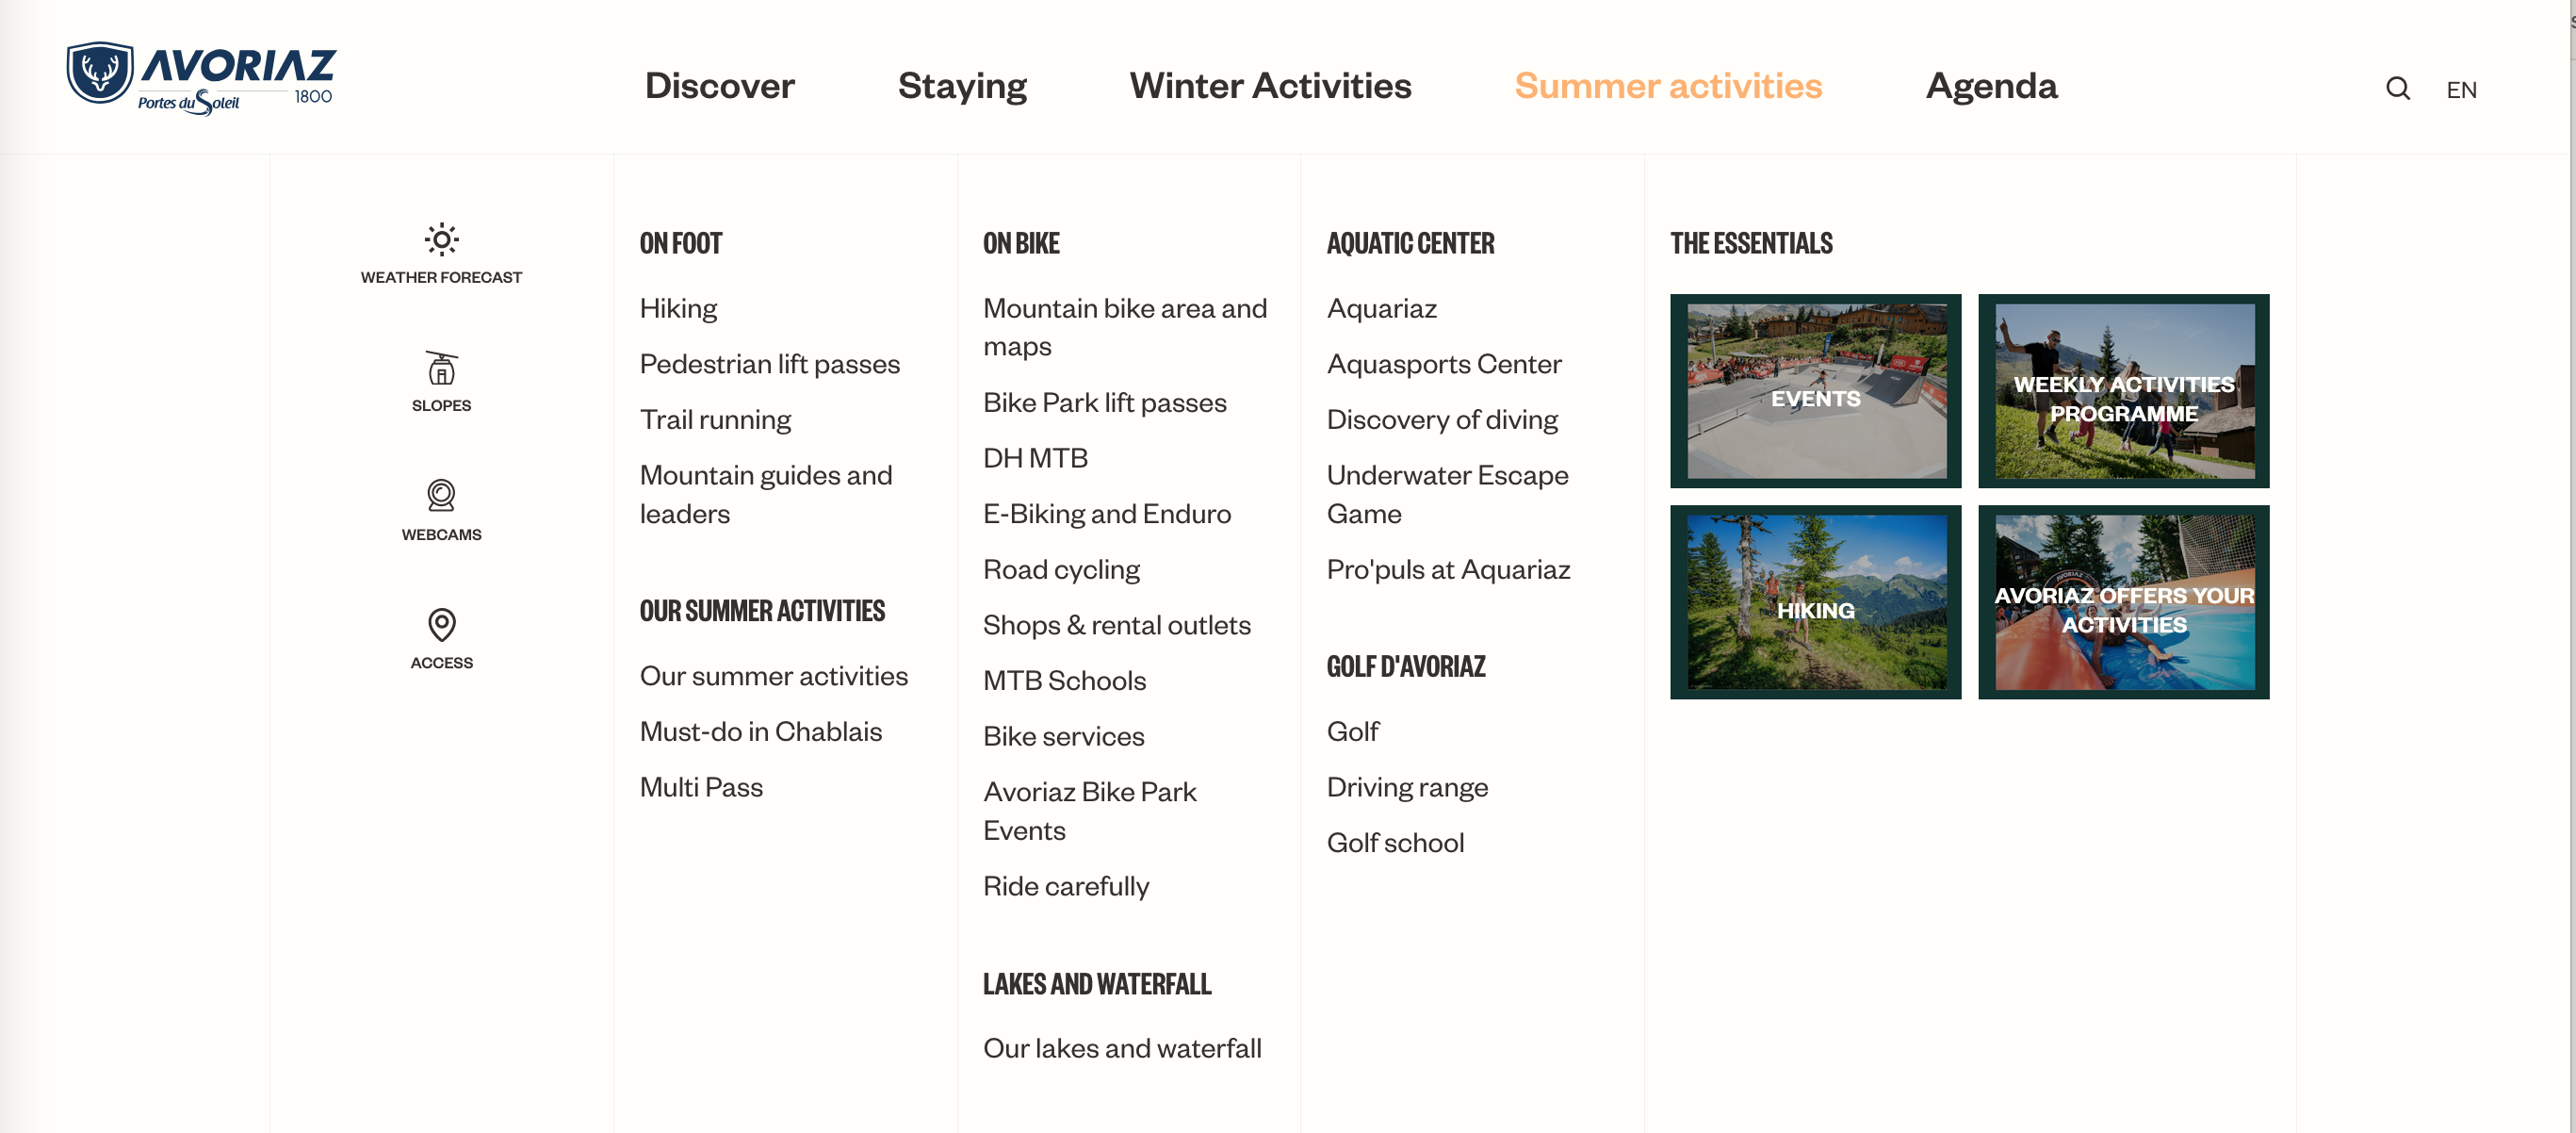 AVORIAZ
Portes du Soleil 1800
Discover
Staying
Winter Activities
Summer activities
Agenda
EN
WEATHER FORECAST
SLOPES
WEBCAMS
ACCESS
ON FOOT
Hiking
Pedestrian lift passes
Trail running
Mountain guides and
leaders
OUR SUMMER ACTIVITIES
Our summer activities
Must-do in Chablais
Multi Pass
ON BIKE
Mountain bike area and
maps
Bike Park lift passes
DH MTB
E-Biking and Enduro
Road cycling
Shops & rental outlets
MTB Schools
Bike services
Avoriaz Bike Park
Events
Ride carefully
LAKES AND WATERFALL
Our lakes and waterfall
AQUATIC CENTER
Aquariaz
Aquasports Center
Discovery of diving
Underwater Escape
Game
Pro'puls at Aquariaz
GOLF D'AVORIAZ
Golf
Driving range
Golf school
THE ESSENTIALS
EVENTS
WEEKLY ACTIVITIES
PROGRAMME
HIKING
AVORIAZ
AVORIAZ OFFERS YOUR
ACTIVITIES